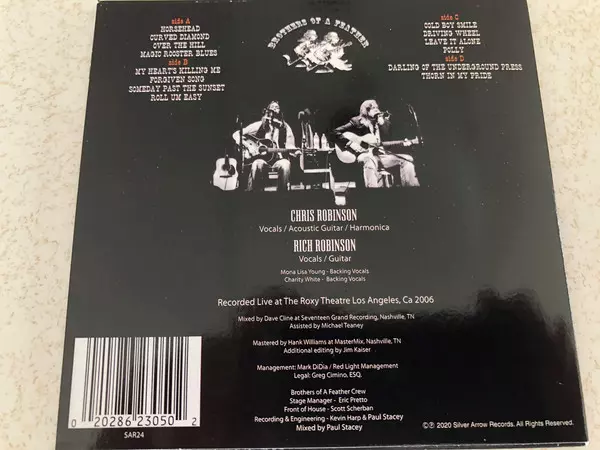 side A
HORSEHEAD
CURVED DIAMOND
OVER THE HILL
MAGIC ROOSTER BLUES
side B
MY HEART'S KILLING ME
FORGIVEN SONG
SOMEDAY PAST THE SUNSET
ROLL UM EASY
BROTHERS OF A FEATHER
side C
COLD BOY SMILE
DRIVING WHEEL
LEAVE IT ALONE
POLLY
side D
DARLING OF THE UNDERGROUND PRESS
THORN IN MY PRIDE
CHRIS ROBINSON
Vocals / Acoustic Guitar / Harmonica
RICH ROBINSON
Vocals / Guitar
Mona Lisa Young - Backing Vocals
Charity White - Backing Vocals
Recorded Live at The Roxy Theatre Los Angeles, Ca 2006
Mixed by Dave Cline at Seventeen Grand Recording, Nashville, TN
Assisted by Michael Teaney
Mastered by Hank Williams at MasterMix, Nashville, TN
Additional editing by Jim Kaiser
Management: Mark DiDia / Red Light Management
Legal: Greg Cimino, ESQ.
Brothers of A Feather Crew
Stage Manager - Eric Pretto
Front of House - Scott Scherban
Recording & Engineering - Kevin Harp & Paul Stacey
Mixed by Paul Stacey
0 20286 23050 2
SAR24
©℗ 2020 Silver Arrow Records. All Rights Reserved.